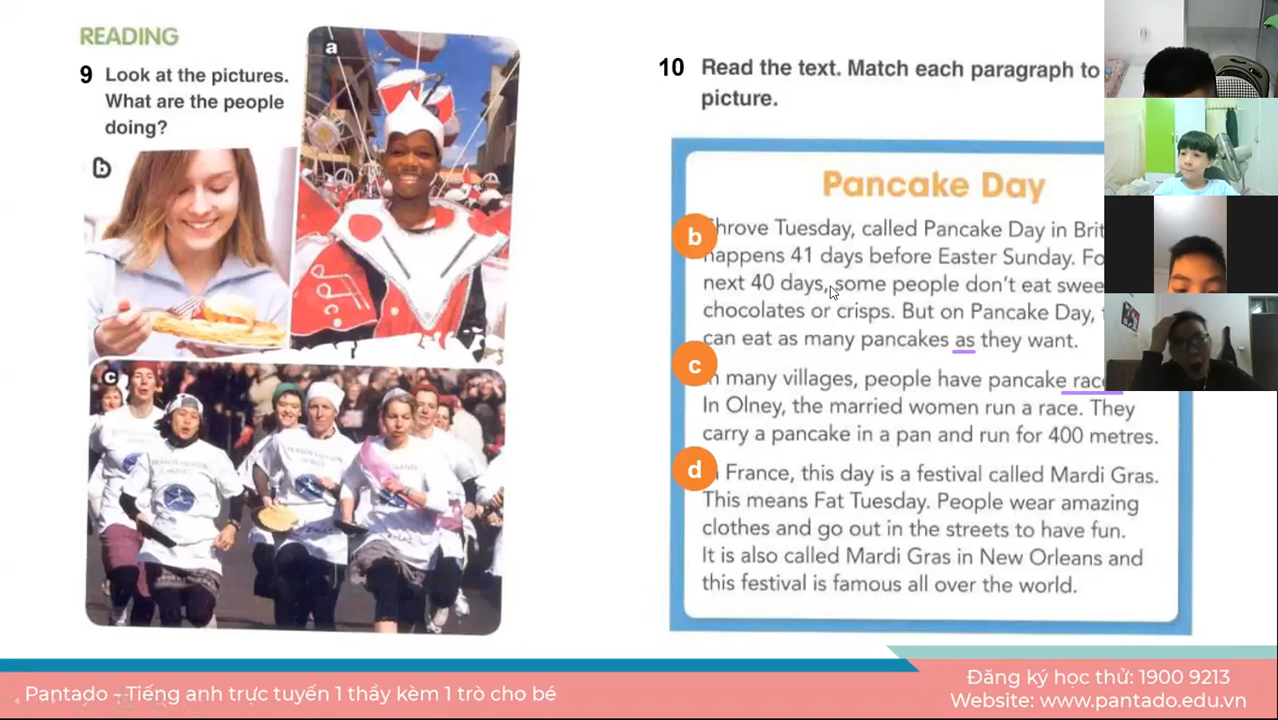 READING
9 Look at the pictures.
What are the people
doing?
a
b
c
10 Read the text. Match each paragraph to
picture.
Pancake Day
b
Shrove Tuesday, called Pancake Day in Brit
happens 41 days before Easter Sunday. Fo
next 40 days, some people don't eat swee
chocolates or crisps. But on Pancake Day,
can eat as many pancakes as they want.
c
In many villages, people have pancake race
In Olney, the married women run a race. They
carry a pancake in a pan and run for 400 metres.
d
France, this day is a festival called Mardi Gras.
This means Fat Tuesday. People wear amazing
clothes and go out in the streets to have fun.
It is also called Mardi Gras in New Orleans and
this festival is famous all over the world.
Pantado - Tiếng anh trực tuyến 1 thầy kèm 1 trò cho bé
Đăng ký học thử: 1900 9213
Website: www.pantado.edu.vn